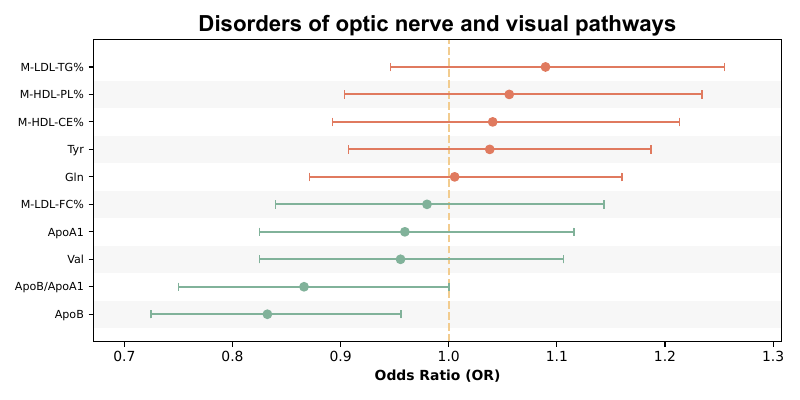 Disorders of optic nerve and visual pathways
M-LDL-TG%
M-HDL-PL%
M-HDL-CE%
Tyr
Gln
M-LDL-FC%
ApoA1
Val
ApoB/ApoA1
ApoB
0.7 0.8 0.9 1.0 1.1 1.2 1.3
Odds Ratio (OR)